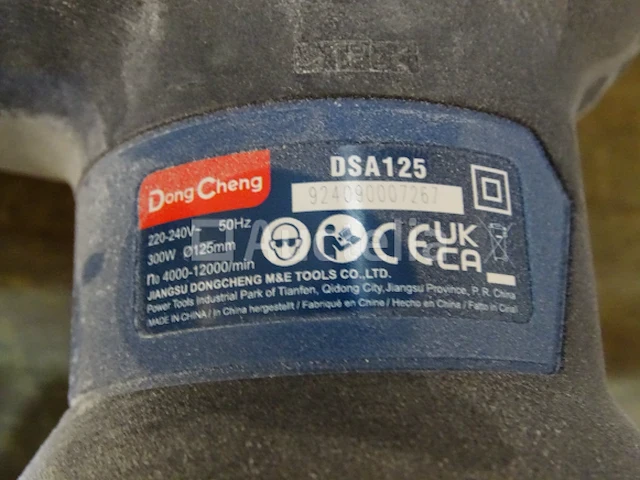 DongCheng
DSA125
924090007267
220-240V~ 50Hz
300W Ø125mm
n₀ 4000-12000/min
CE UK CA
JIANGSU DONGCHENG M&E TOOLS CO.,LTD.
Power Tools Industrial Park of Tianfen, Qidong City, Jiangsu Province, P. R. China
MADE IN CHINA / In China hergestellt / Fabriqué en Chine / Hecho en China / Fatto in Cina